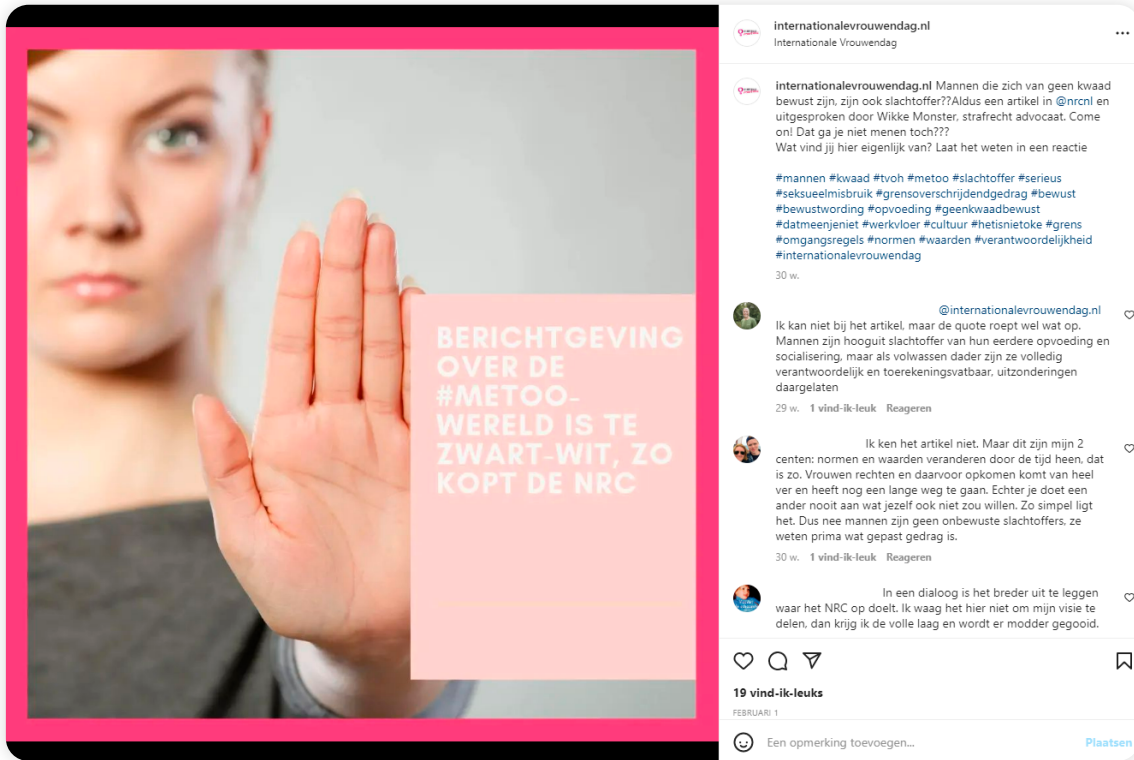 BERICHTGEVING
OVER DE
#METOO-
WERELD IS TE
ZWART-WIT, ZO
KOPT DE NRC
internationalevrouwendag.nl
Internationale Vrouwendag
internationalevrouwendag.nl Mannen die zich van geen kwaad
bewust zijn, zijn ook slachtoffer??Aldus een artikel in @nrcnl en
uitgesproken door Wikke Monster, strafrecht advocaat. Come
on! Dat ga je niet menen toch???
Wat vind jij hier eigenlijk van? Laat het weten in een reactie
#mannen #kwaad #tvoh #metoo #slachtoffer #serieus
#seksueelmisbruik #grensoverschrijdendgedrag #bewust
#bewustwording #opvoeding #geenkwaadbewust
#datmeenjeniet #werkvloer #cultuur #hetisnietoke #grens
#omgangsregels #normen #waarden #verantwoordelijkheid
#internationalevrouwendag
30 w.
@internationalevrouwendag.nl
Ik kan niet bij het artikel, maar de quote roept wel wat op.
Mannen zijn hooguit slachtoffer van hun eerdere opvoeding en
socialisering, maar als volwassen dader zijn ze volledig
verantwoordelijk en toerekeningsvatbaar, uitzonderingen
daargelaten
29 w. 1 vind-ik-leuk Reageren
Ik ken het artikel niet. Maar dit zijn mijn 2
centen: normen en waarden veranderen door de tijd heen, dat
is zo. Vrouwen rechten en daarvoor opkomen komt van heel
ver en heeft nog een lange weg te gaan. Echter je doet een
ander nooit aan wat jezelf ook niet zou willen. Zo simpel ligt
het. Dus nee mannen zijn geen onbewuste slachtoffers, ze
weten prima wat gepast gedrag is.
30 w. 1 vind-ik-leuk Reageren
In een dialoog is het breder uit te leggen
waar het NRC op doelt. Ik waag het hier niet om mijn visie te
delen, dan krijg ik de volle laag en wordt er modder gegooid.
19 vind-ik-leuks
FEBRUARI 1
Een opmerking toevoegen...
Plaatsen